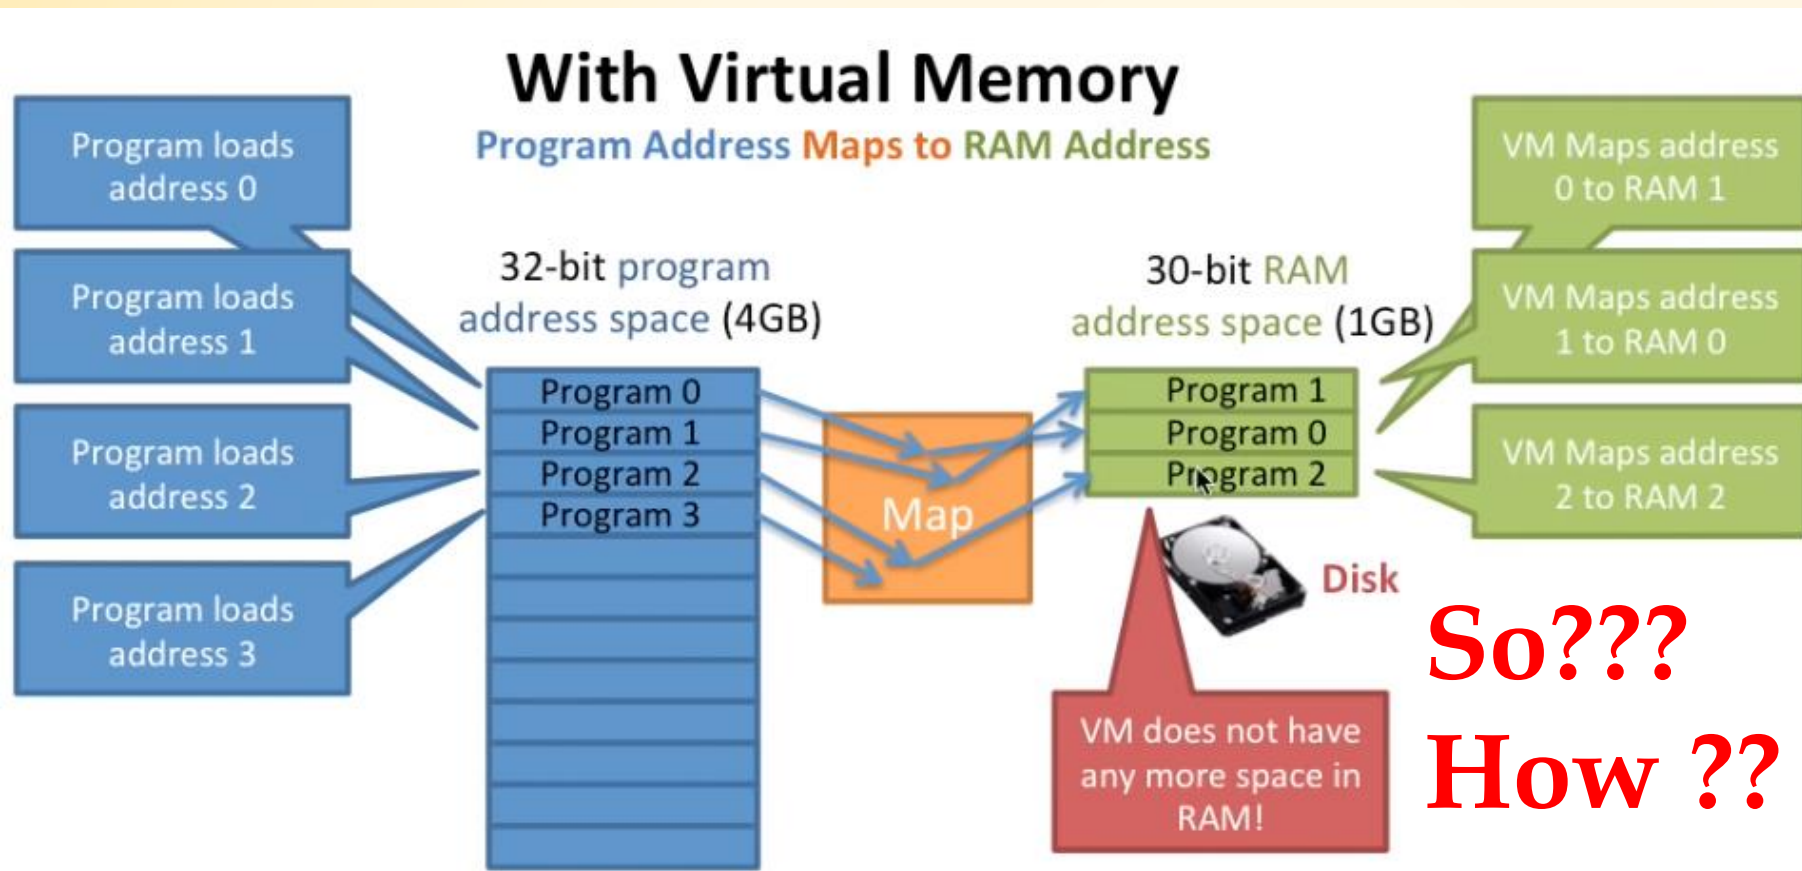 With Virtual Memory
Program Address Maps to RAM Address
Program loads
address 0
Program loads
address 1
Program loads
address 2
Program loads
address 3
32-bit program
address space (4GB)
Program 0
Program 1
Program 2
Program 3
Map
30-bit RAM
address space (1GB)
Program 1
Program 0
Program 2
VM Maps address
0 to RAM 1
VM Maps address
1 to RAM 0
VM Maps address
2 to RAM 2
Disk
VM does not have
any more space in
RAM!
So???
How ??